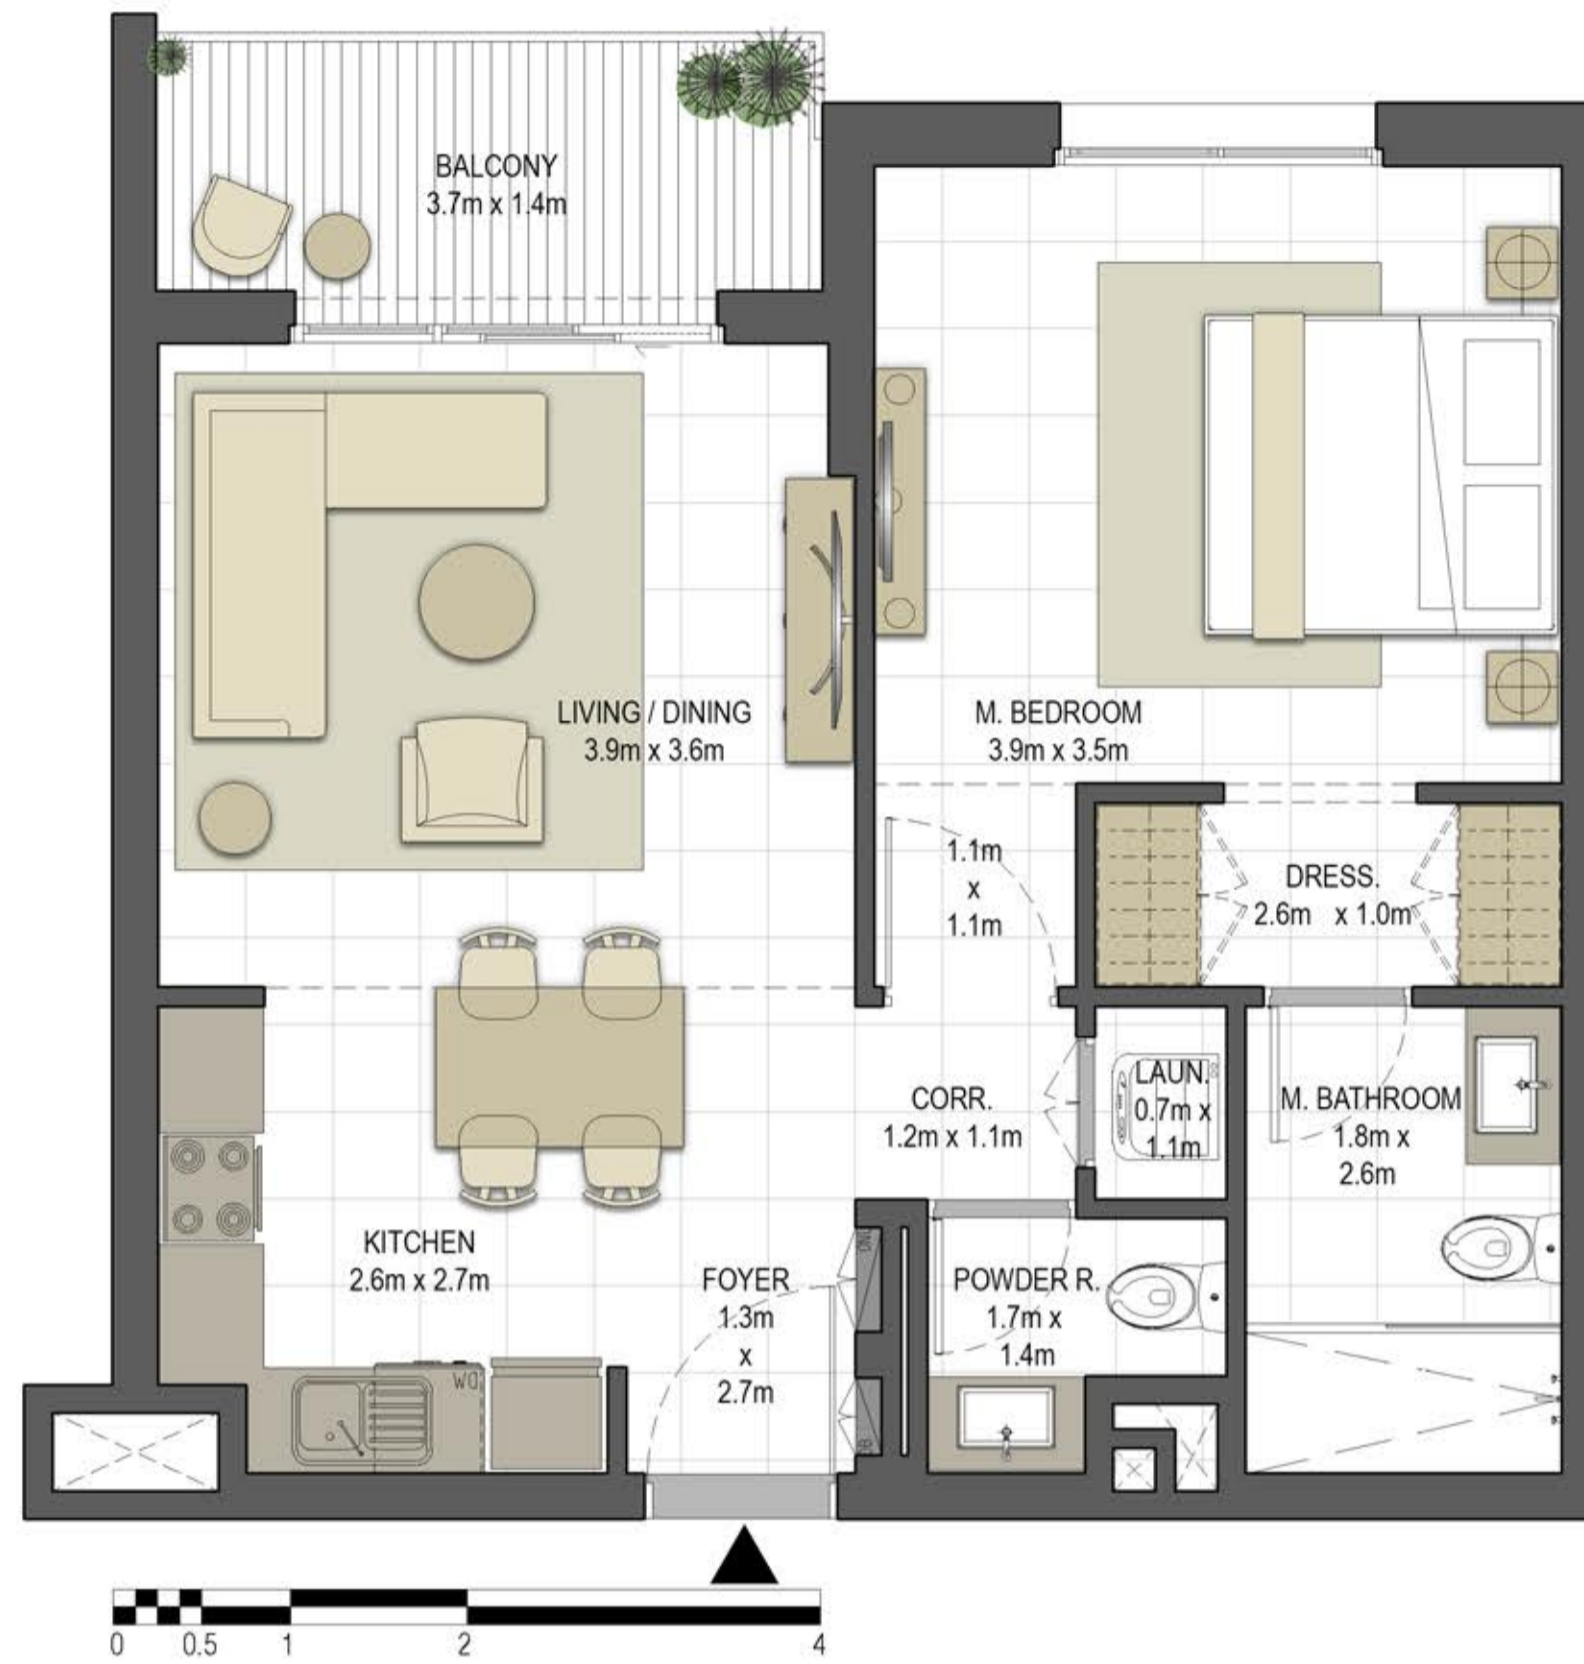 BALCONY
3.7m x 1.4m
LIVING / DINING
3.9m x 3.6m
M. BEDROOM
3.9m x 3.5m
1.1m
x
1.1m
DRESS.
2.6m x 1.0m
CORR.
1.2m x 1.1m
LAUN.
0.7m x
1.1m
M. BATHROOM
1.8m x
2.6m
KITCHEN
2.6m x 2.7m
FOYER
1.3m
x
2.7m
POWDER R.
1.7m x
1.4m
DW
0 0.5 1 2 4